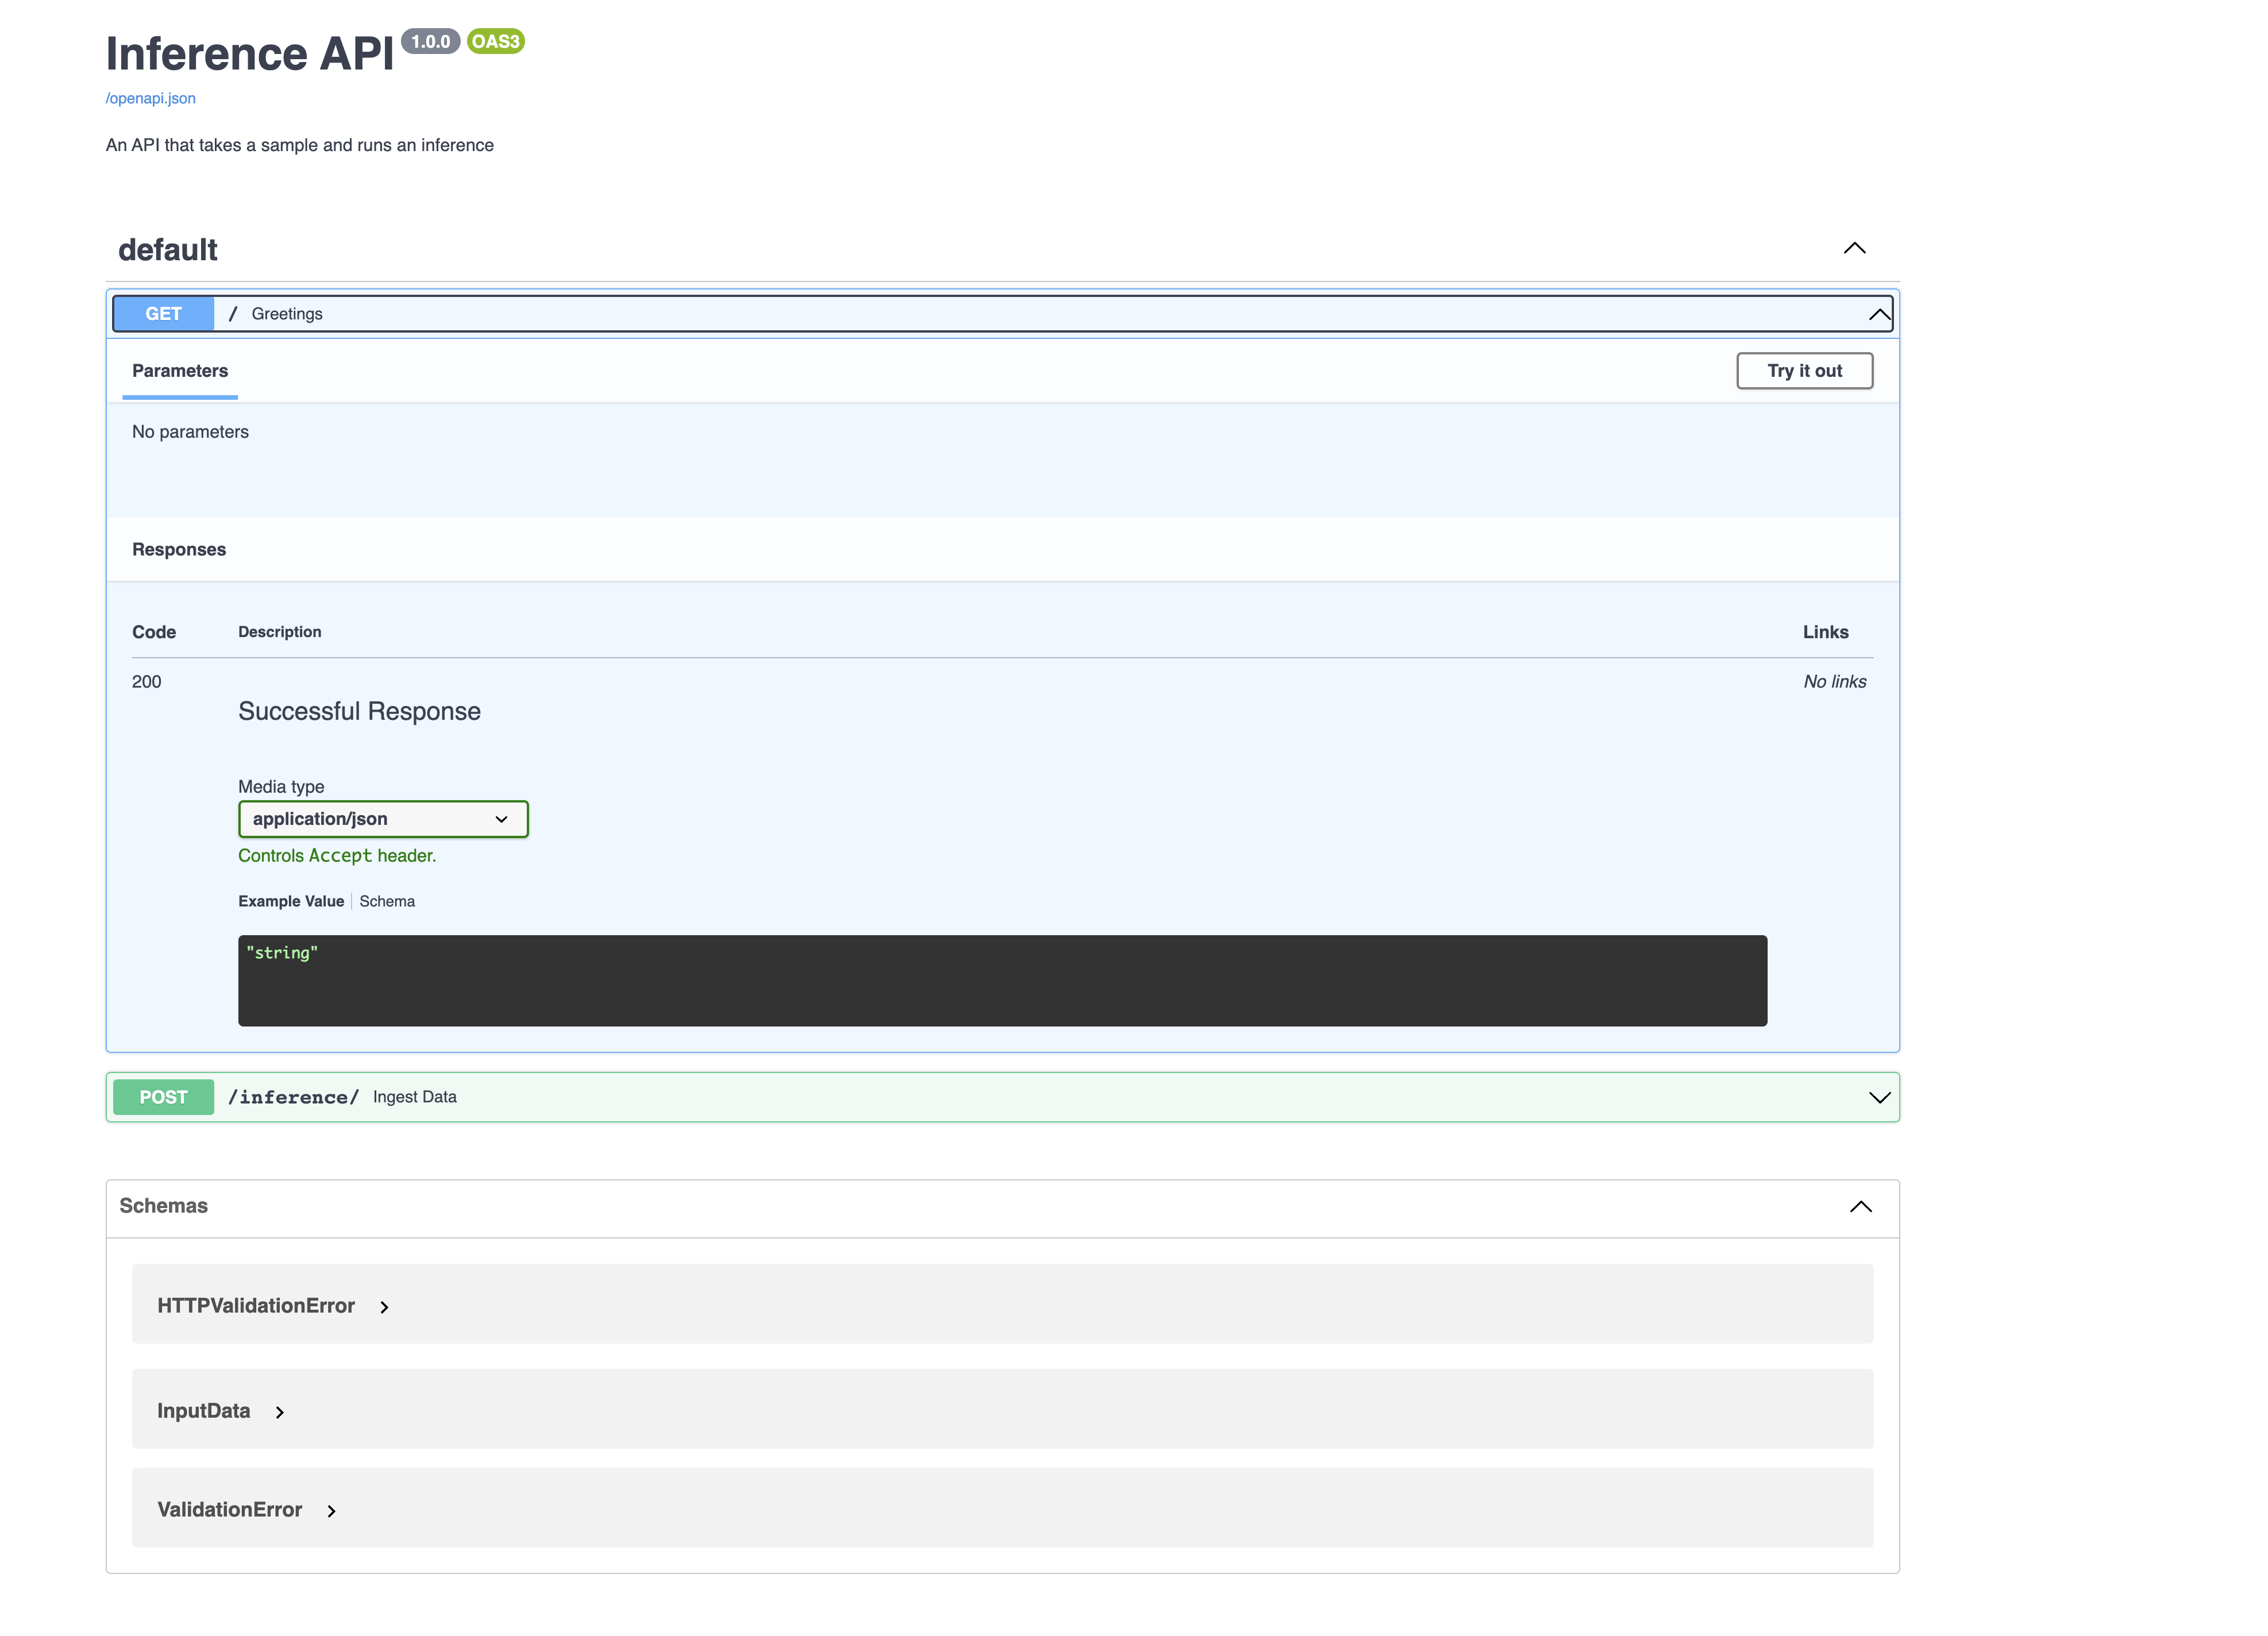 Inference API 1.0.0 OAS3
/openapi.json
An API that takes a sample and runs an inference
default
GET / Greetings
Parameters Try it out
No parameters
Responses
Code Description Links
200 No links
Successful Response
Media type
application/json
Controls Accept header.
Example Value Schema
"string"
POST /inference/ Ingest Data
Schemas
HTTPValidationError
InputData
ValidationError